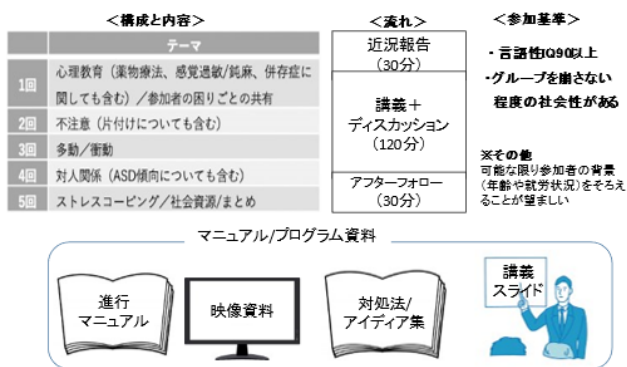 ＜構成と内容＞
テーマ
1回 心理教育（薬物療法、感覚過敏/鈍麻、併存症に
関しても含む）／参加者の困りごとの共有
2回 不注意（片付けについても含む）
3回 多動／衝動
4回 対人関係（ASD傾向についても含む）
5回 ストレスコーピング／社会資源/まとめ
＜流れ＞
近況報告
（30分）
講義＋
ディスカッション
（120分）
アフターフォロー
（30分）
＜参加基準＞
・言語性IQ90以上
・グループを崩さない
程度の社会性がある
※その他
可能な限り参加者の背景
（年齢や就労状況）をそろえ
ることが望ましい
マニュアル/プログラム資料
進行
マニュアル
映像資料
対処法/
アイディア集
講義
スライド